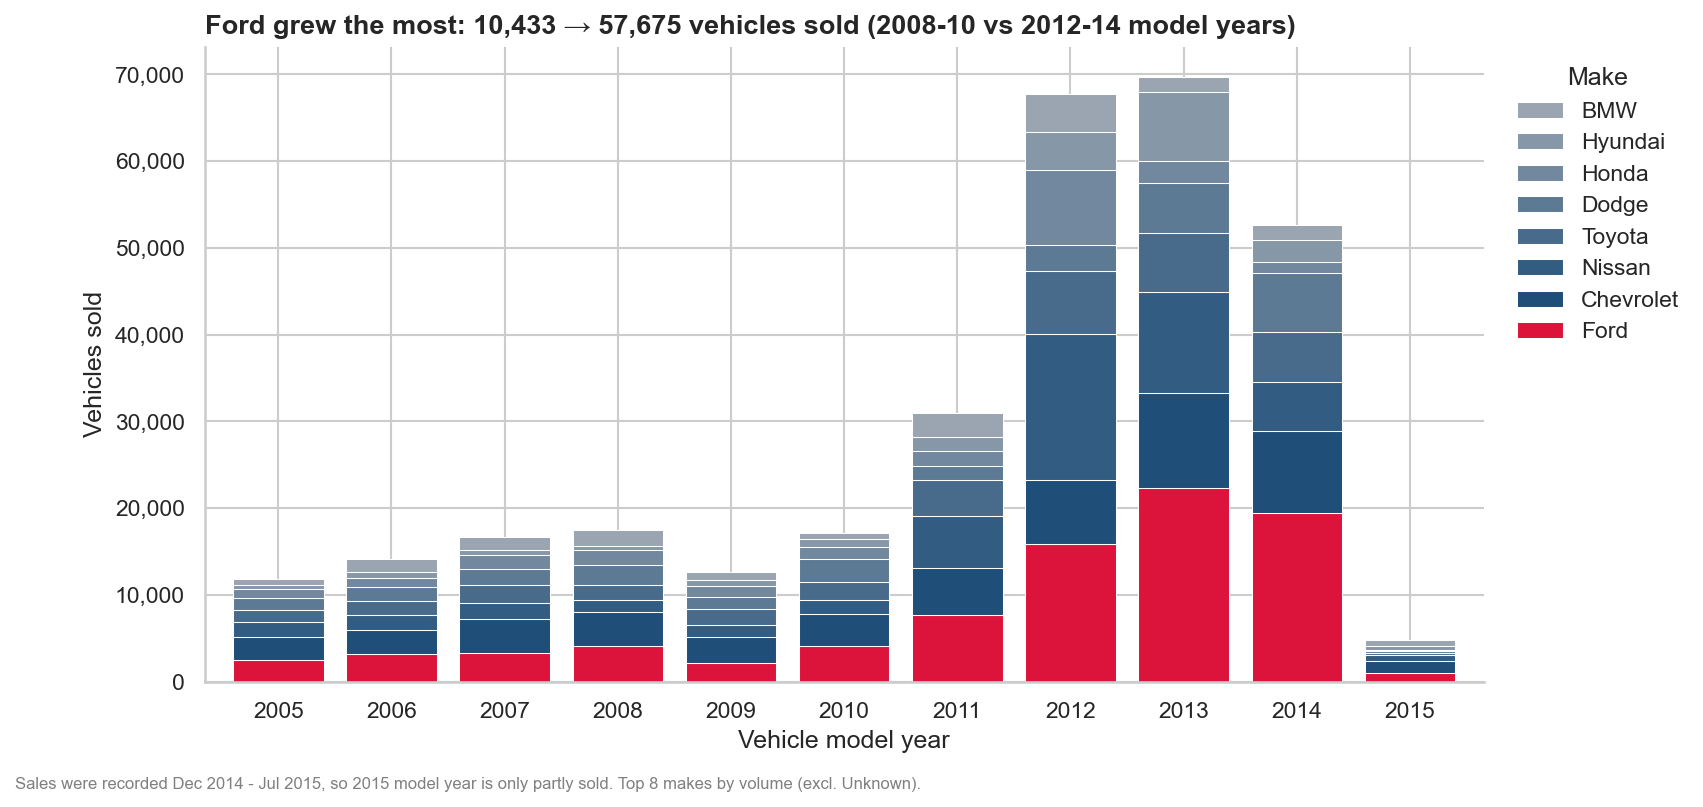 Ford grew the most: 10,433 → 57,675 vehicles sold (2008-10 vs 2012-14 model years)
Vehicles sold
70,000
60,000
50,000
40,000
30,000
20,000
10,000
0
2005 2006 2007 2008 2009 2010 2011 2012 2013 2014 2015
Vehicle model year
Make
BMW
Hyundai
Honda
Dodge
Toyota
Nissan
Chevrolet
Ford
Sales were recorded Dec 2014 - Jul 2015, so 2015 model year is only partly sold. Top 8 makes by volume (excl. Unknown).